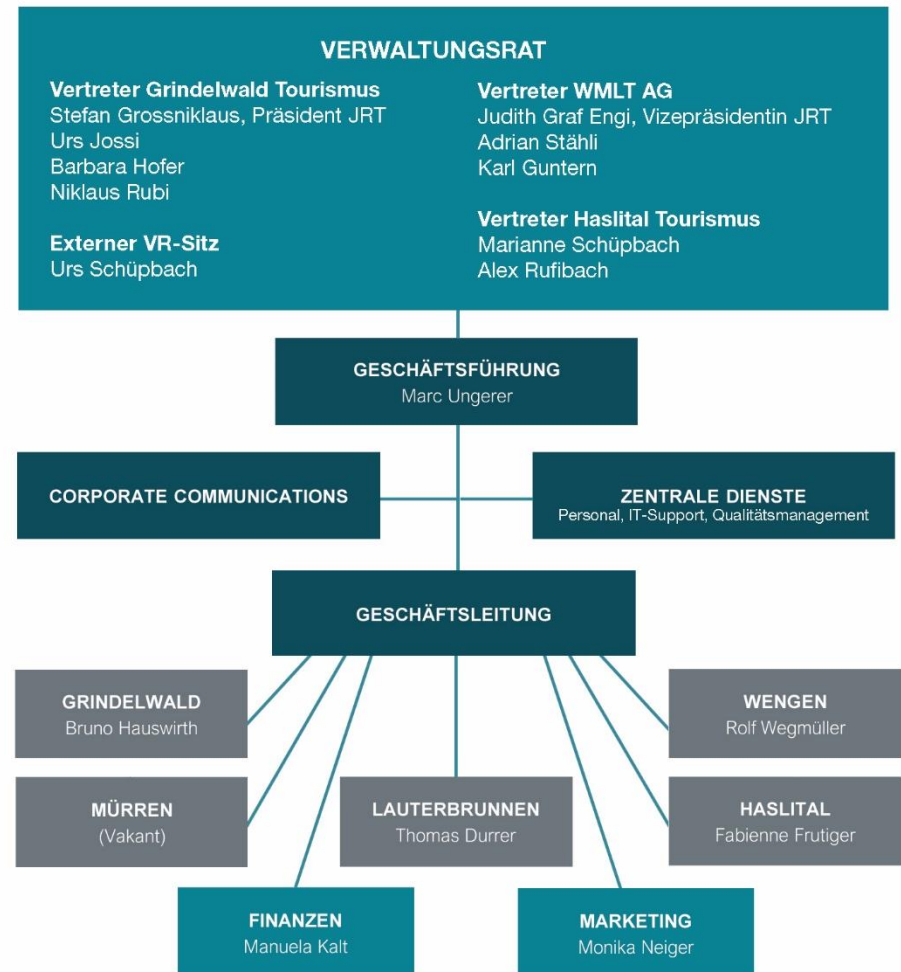 VERWALTUNGSRAT
Vertreter Grindelwald Tourismus
Stefan Grossniklaus, Präsident JRT
Urs Jossi
Barbara Hofer
Niklaus Rubi
Externer VR-Sitz
Urs Schüpbach
Vertreter WMLT AG
Judith Graf Engi, Vizepräsidentin JRT
Adrian Stähli
Karl Guntern
Vertreter Haslital Tourismus
Marianne Schüpbach
Alex Rufibach
GESCHÄFTSFÜHRUNG
Marc Ungerer
CORPORATE COMMUNICATIONS
ZENTRALE DIENSTE
Personal, IT-Support, Qualitätsmanagement
GESCHÄFTSLEITUNG
GRINDELWALD
Bruno Hauswirth
WENGEN
Rolf Wegmüller
MÜRREN
(Vakant)
LAUTERBRUNNEN
Thomas Durrer
HASLITAL
Fabienne Frutiger
FINANZEN
Manuela Kalt
MARKETING
Monika Neiger